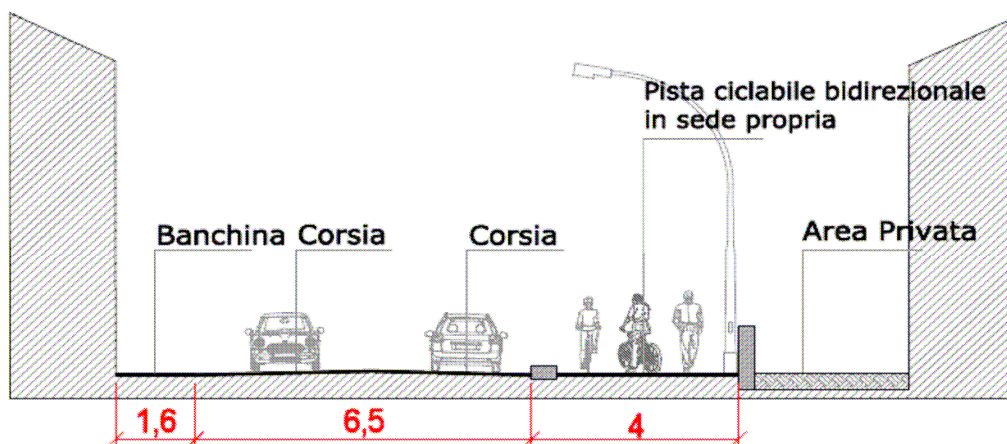 Pista ciclabile bidirezionale
in sede propria
Banchina Corsia
Corsia
Area Privata
1,6
6,5
4